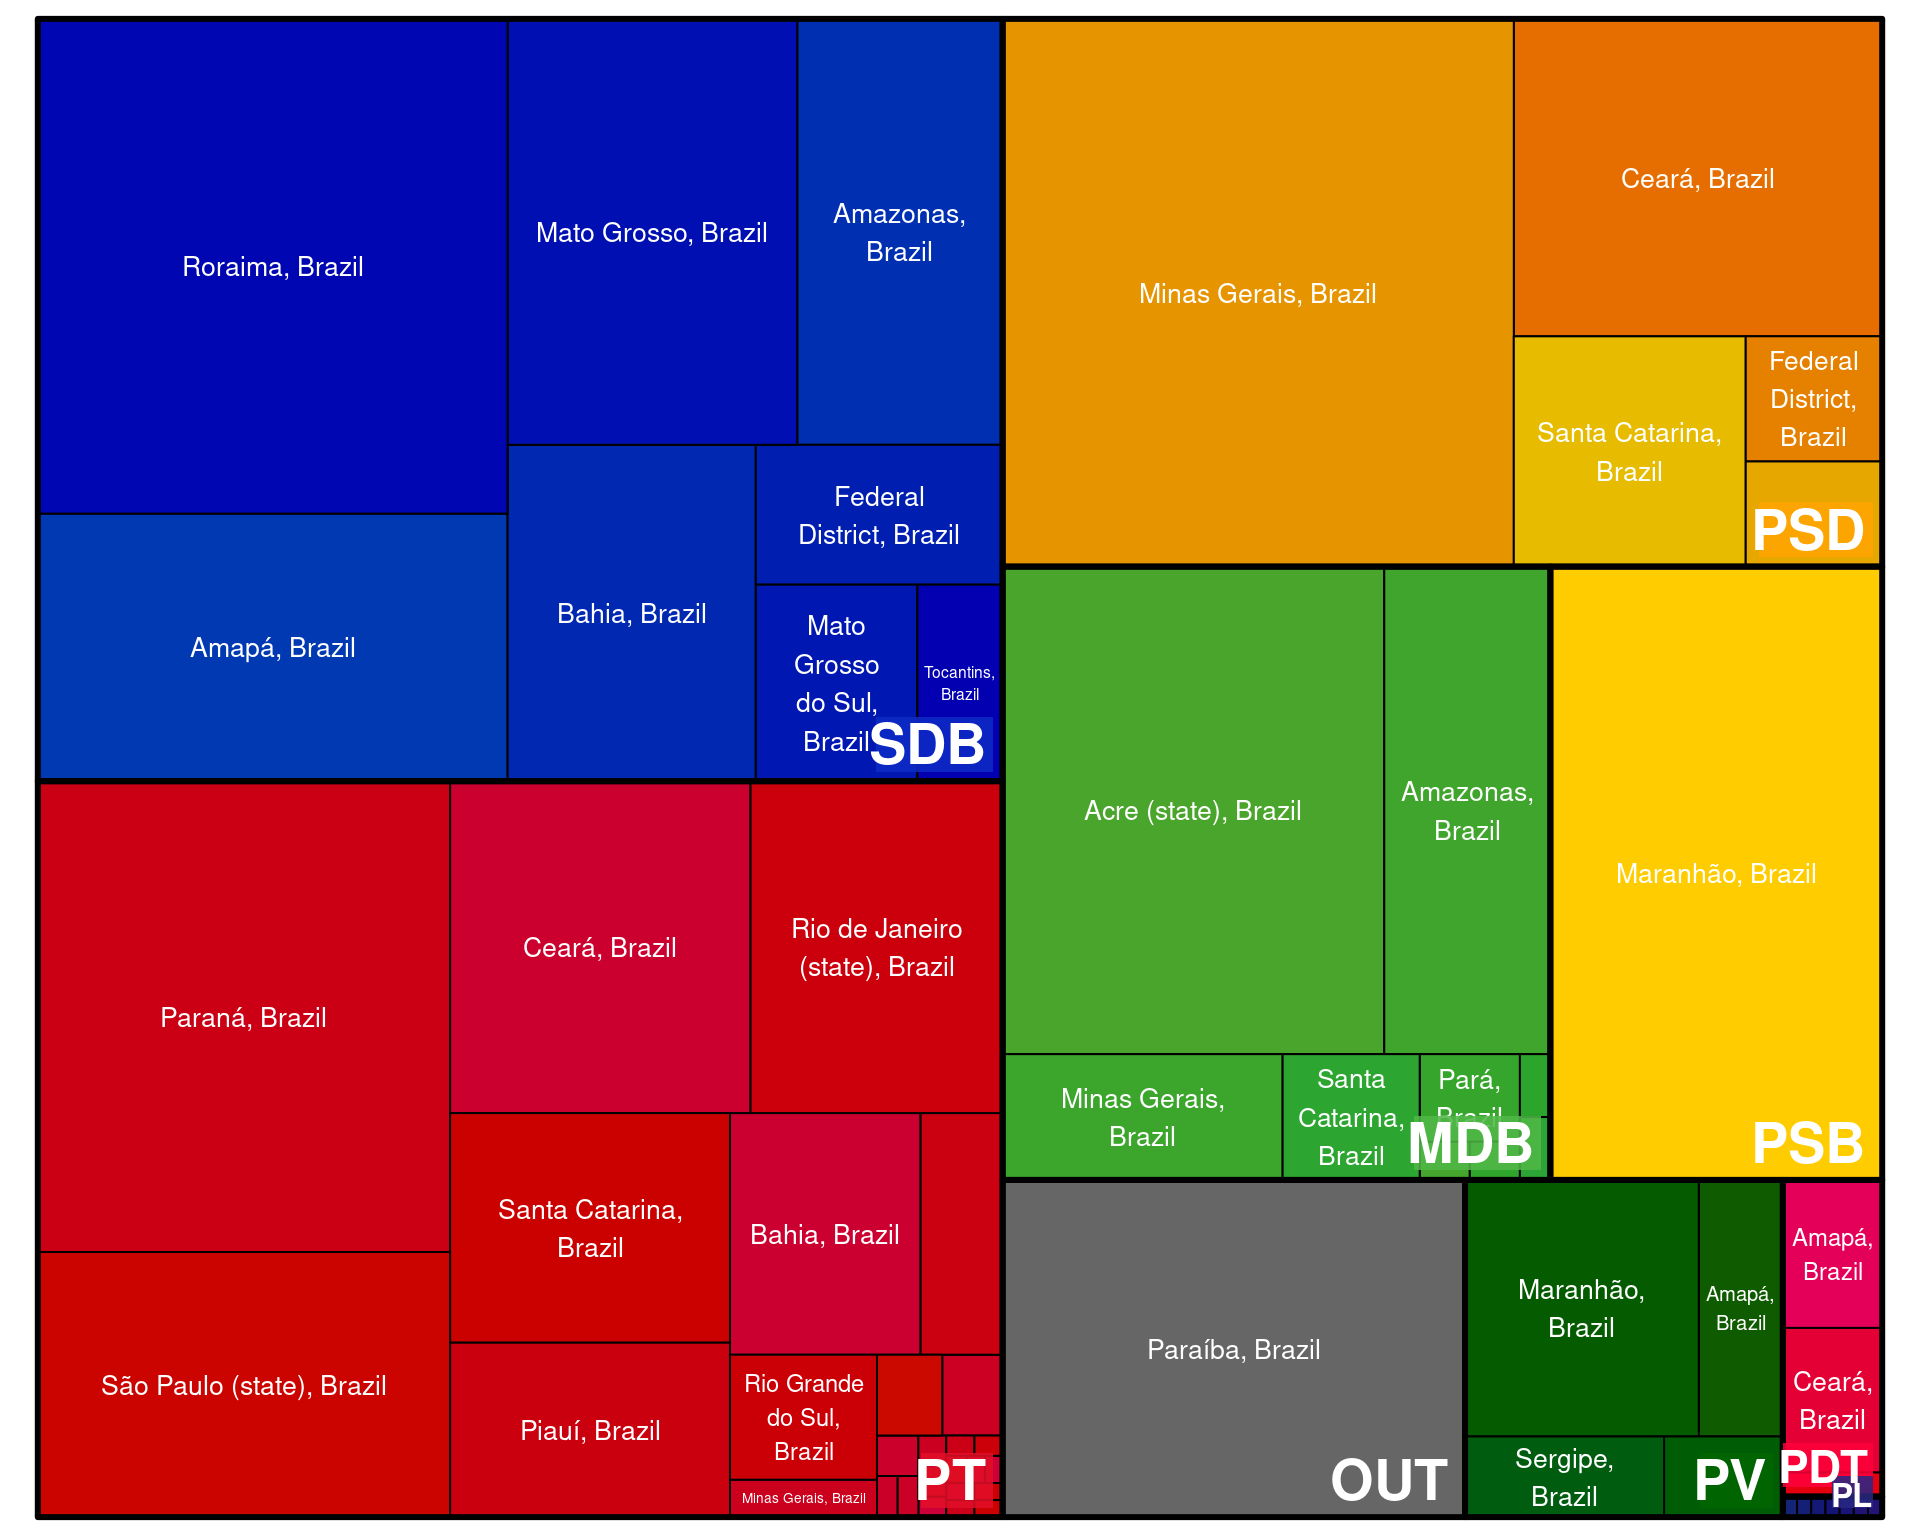 Roraima, Brazil
Mato Grosso, Brazil
Amazonas,
Brazil
Amapá, Brazil
Bahia, Brazil
Federal
District, Brazil
Mato
Grosso
do Sul,
Brazil
Tocantins,
Brazil
SDB
Minas Gerais, Brazil
Ceará, Brazil
Santa Catarina,
Brazil
Federal
District,
Brazil
PSD
Paraná, Brazil
Ceará, Brazil
Rio de Janeiro
(state), Brazil
São Paulo (state), Brazil
Santa Catarina,
Brazil
Bahia, Brazil
Piauí, Brazil
Rio Grande
do Sul,
Brazil
Minas Gerais, Brazil
PT
Acre (state), Brazil
Amazonas,
Brazil
Minas Gerais,
Brazil
Santa
Catarina,
Brazil
Pará,
Brazil
MDB
Maranhão, Brazil
PSB
Paraíba, Brazil
OUT
Maranhão,
Brazil
Amapá,
Brazil
Sergipe,
Brazil
PV
Amapá,
Brazil
Ceará,
Brazil
PDT
PL